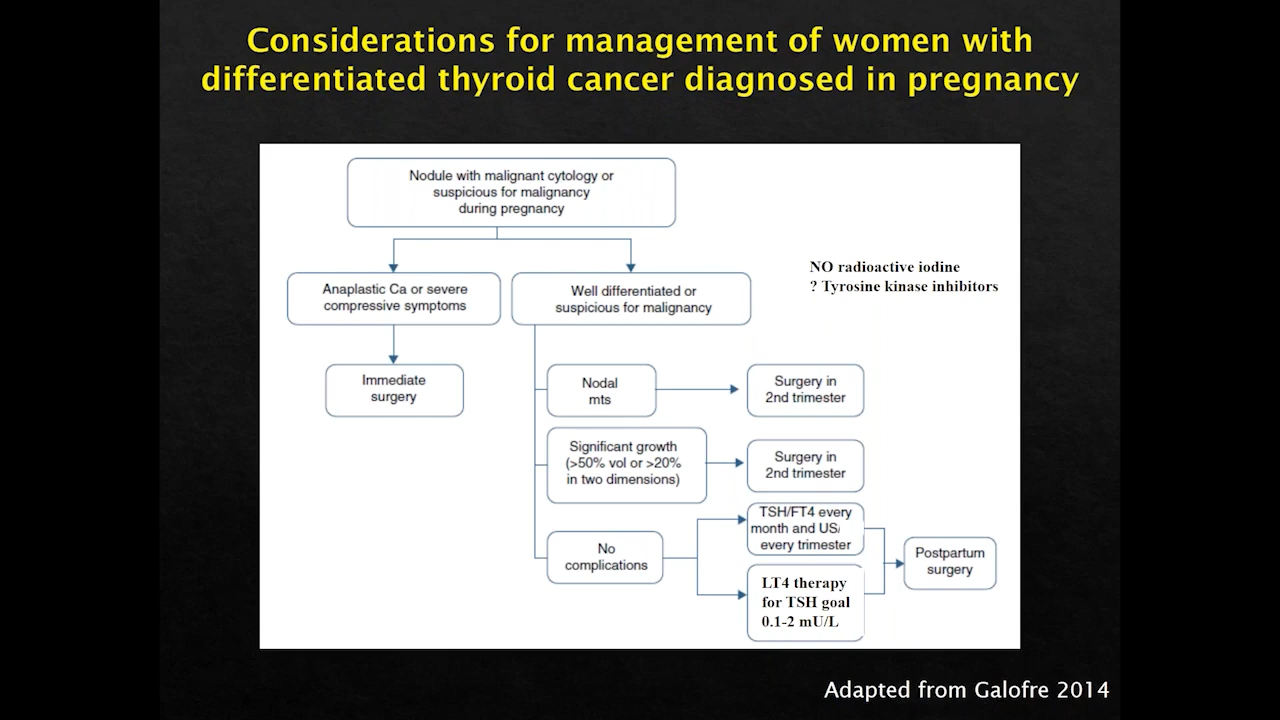 Considerations for management of women with
differentiated thyroid cancer diagnosed in pregnancy
Nodule with malignant cytology or
suspicious for malignancy
during pregnancy
NO radioactive iodine
? Tyrosine kinase inhibitors
Anaplastic Ca or severe
compressive symptoms
Well differentiated or
suspicious for malignancy
Immediate
surgery
Nodal
mts
Surgery in
2nd trimester
Significant growth
(>50% vol or >20%
in two dimensions)
Surgery in
2nd trimester
No
complications
TSH/FT4 every
month and US/
every trimester
LT4 therapy
for TSH goal
0.1-2 mU/L
Postpartum
surgery
Adapted from Galofre 2014